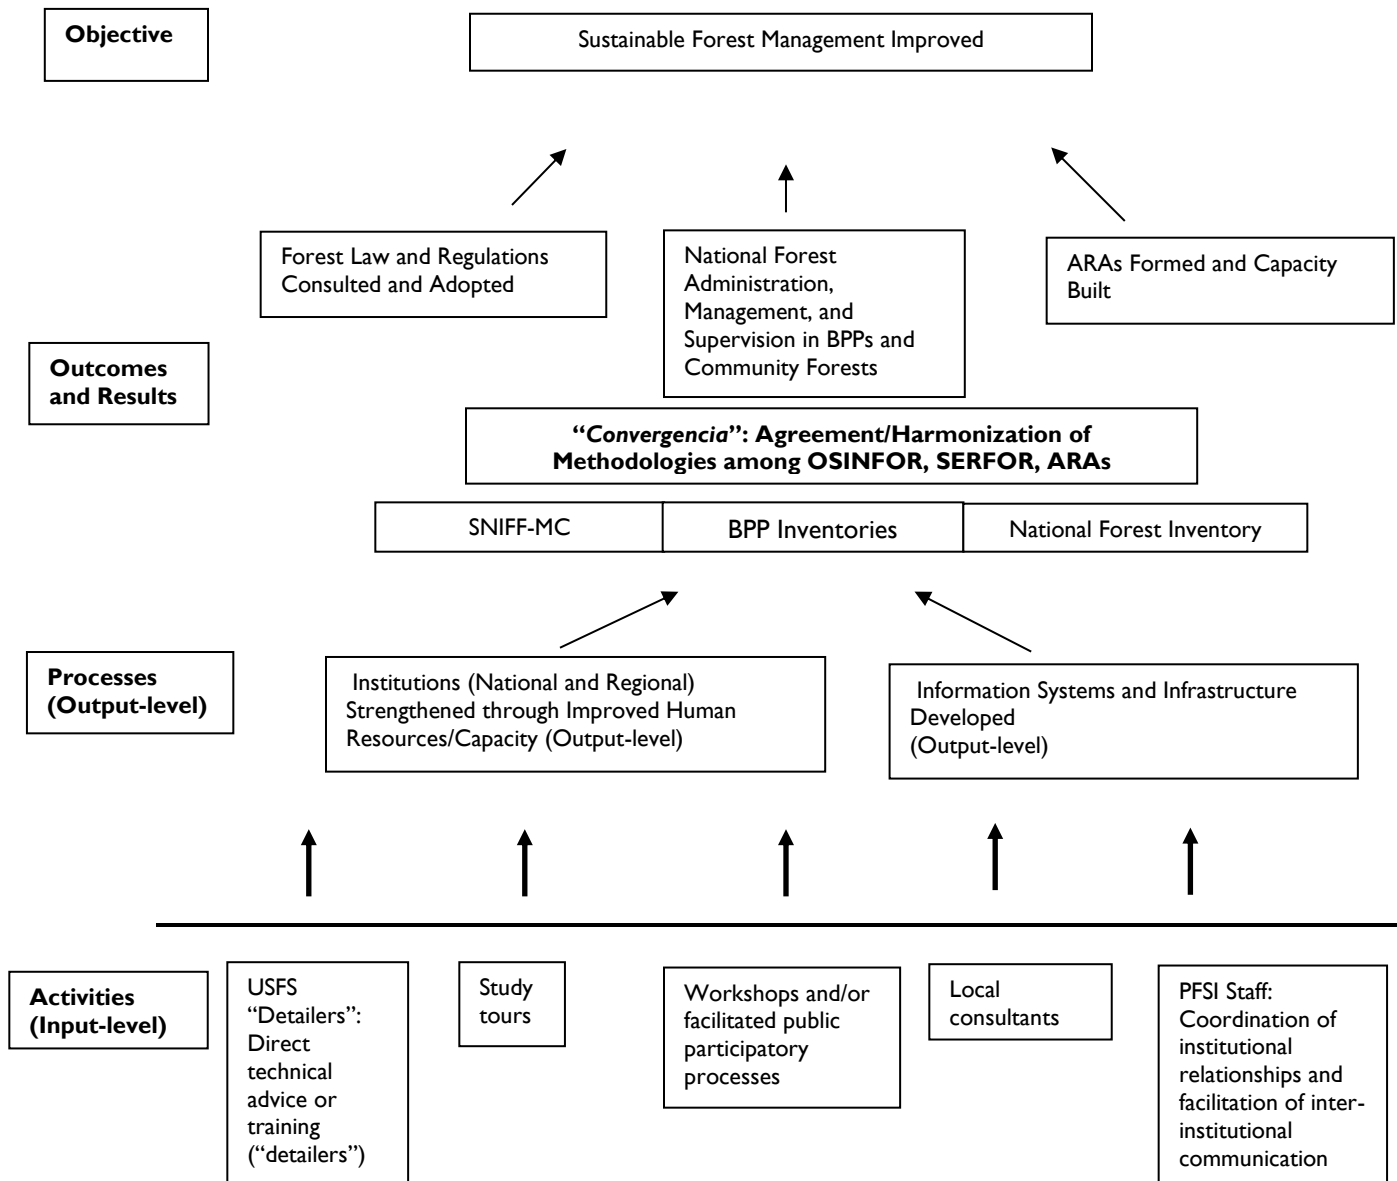 Objective
Sustainable Forest Management Improved
Forest Law and Regulations
Consulted and Adopted
National Forest
Administration,
Management, and
Supervision in BPPs and
Community Forests
ARAs Formed and Capacity
Built
Outcomes
and Results
“Convergencia”: Agreement/Harmonization of
Methodologies among OSINFOR, SERFOR, ARAs
SNIFF-MC
BPP Inventories
National Forest Inventory
Processes
(Output-level)
Institutions (National and Regional)
Strengthened through Improved Human
Resources/Capacity (Output-level)
Information Systems and Infrastructure
Developed
(Output-level)
Activities
(Input-level)
USFS
“Detailers”:
Direct
technical
advice or
training
(“detailers”)
Study
tours
Workshops and/or
facilitated public
participatory
processes
Local
consultants
PFSI Staff:
Coordination of
institutional
relationships and
facilitation of inter-
institutional
communication